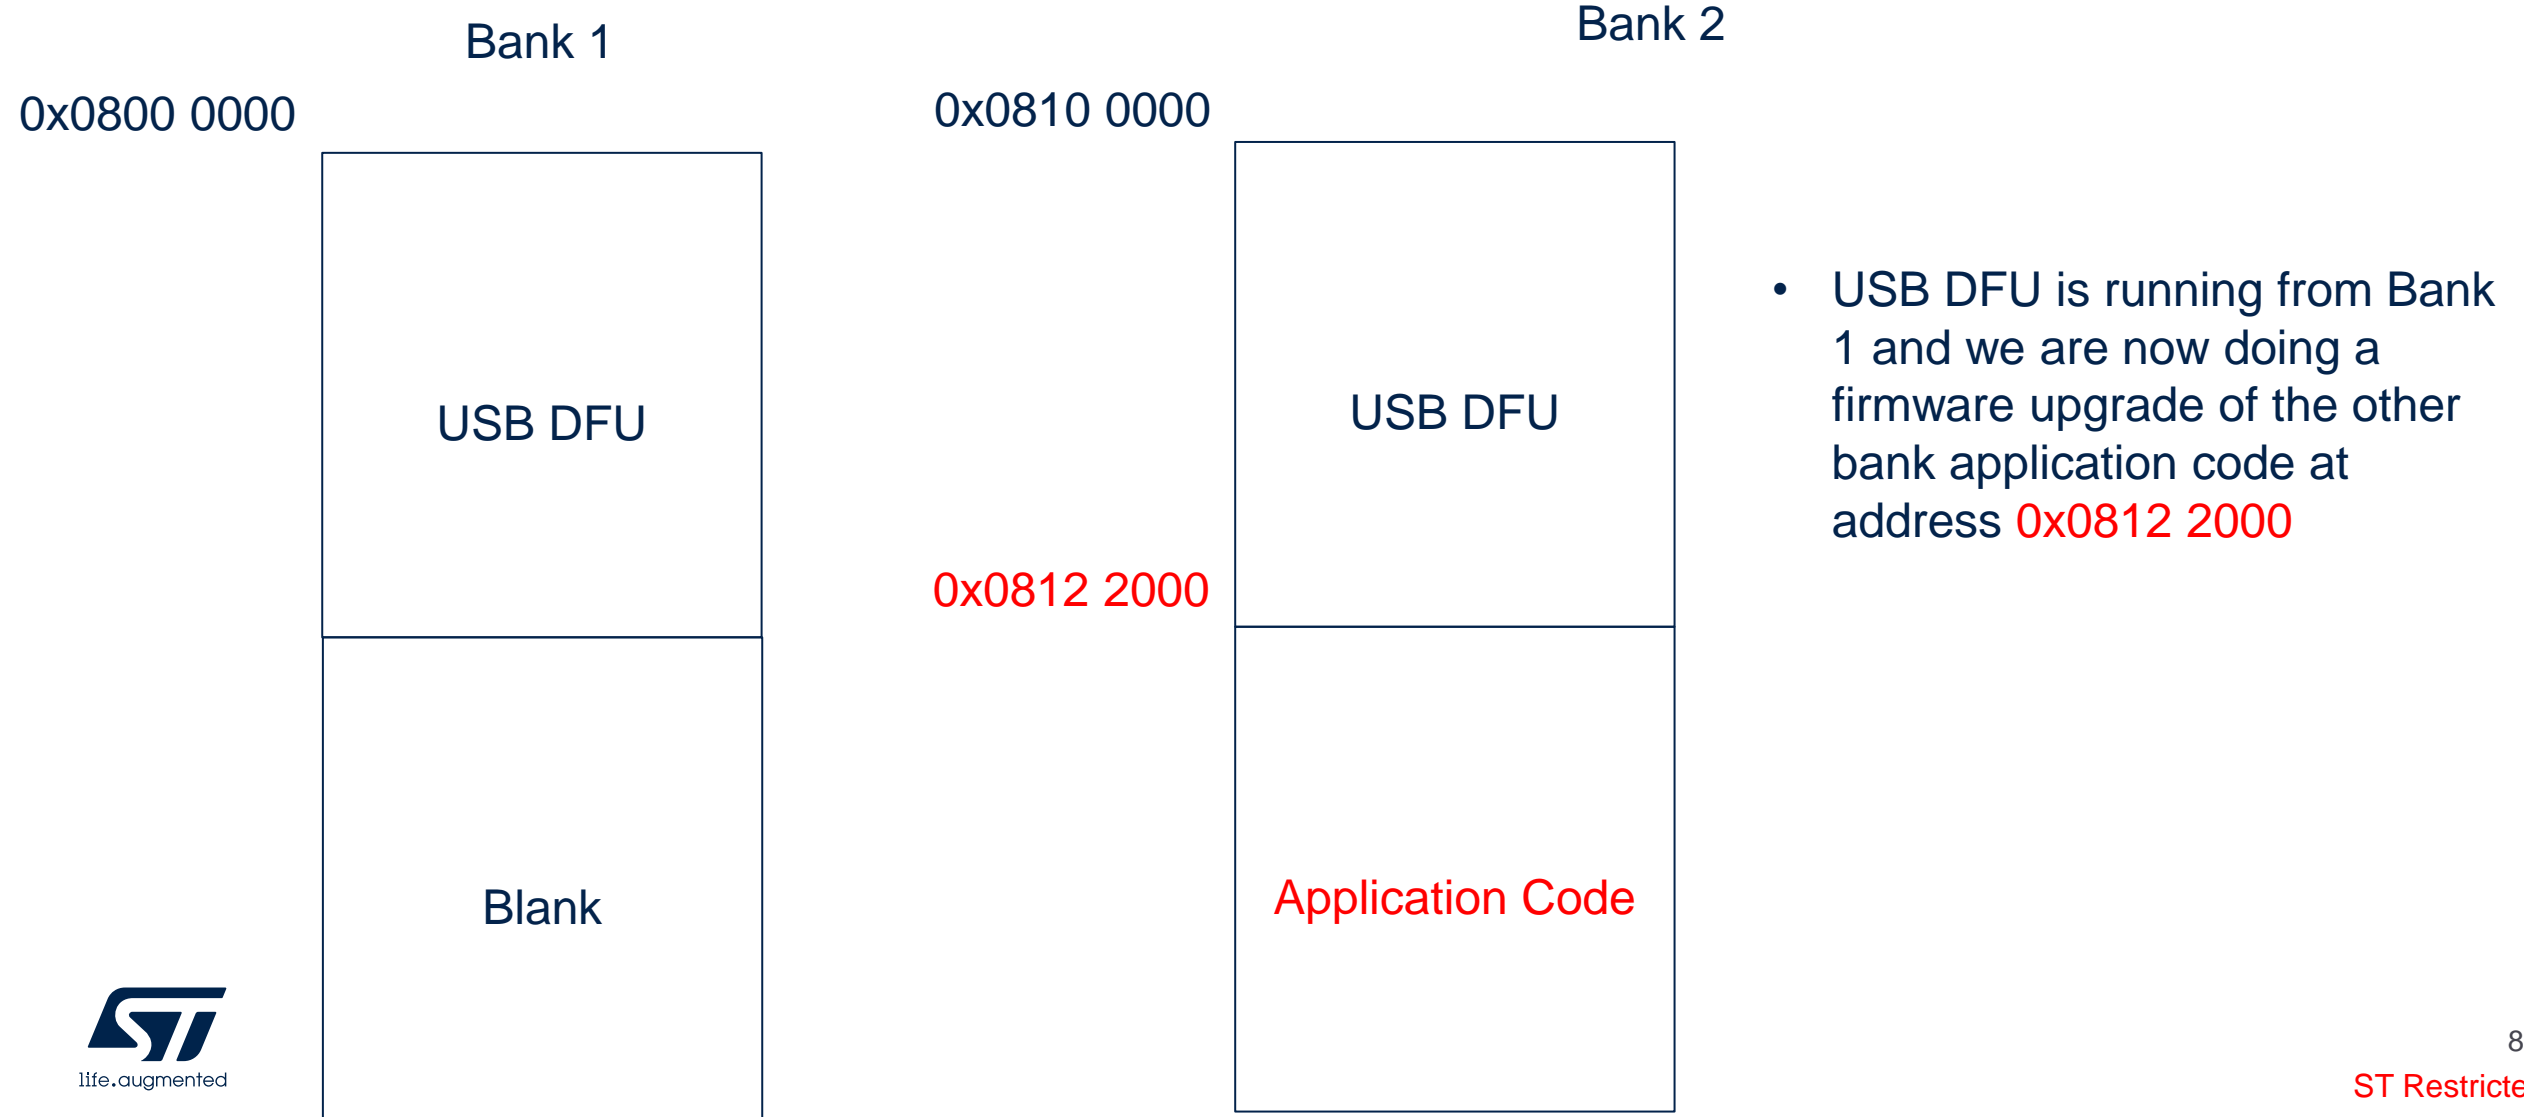 Bank 1
Bank 2
0x0800 0000
0x0810 0000
USB DFU
USB DFU
• USB DFU is running from Bank
1 and we are now doing a
firmware upgrade of the other
bank application code at
address 0x0812 2000
0x0812 2000
Blank
Application Code
ST
life.augmented
8
ST Restricte